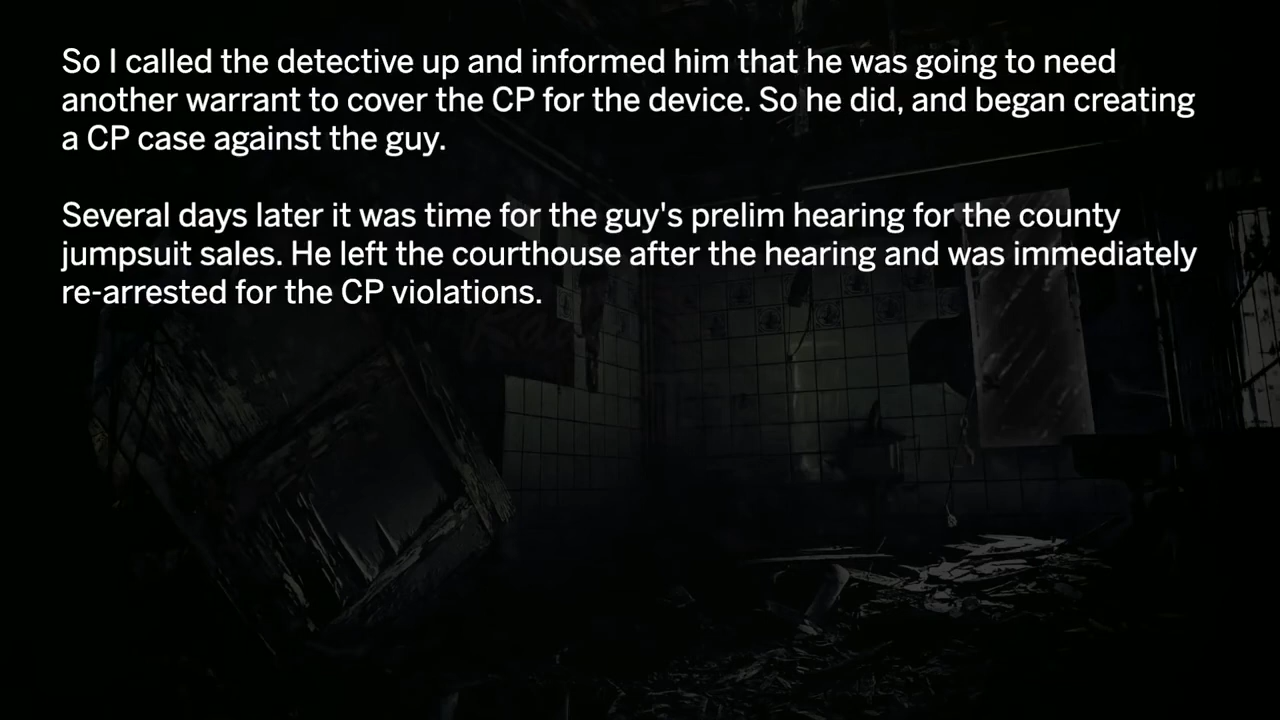 So I called the detective up and informed him that he was going to need
another warrant to cover the CP for the device. So he did, and began creating
a CP case against the guy.
Several days later it was time for the guy's prelim hearing for the county
jumpsuit sales. He left the courthouse after the hearing and was immediately
re-arrested for the CP violations.